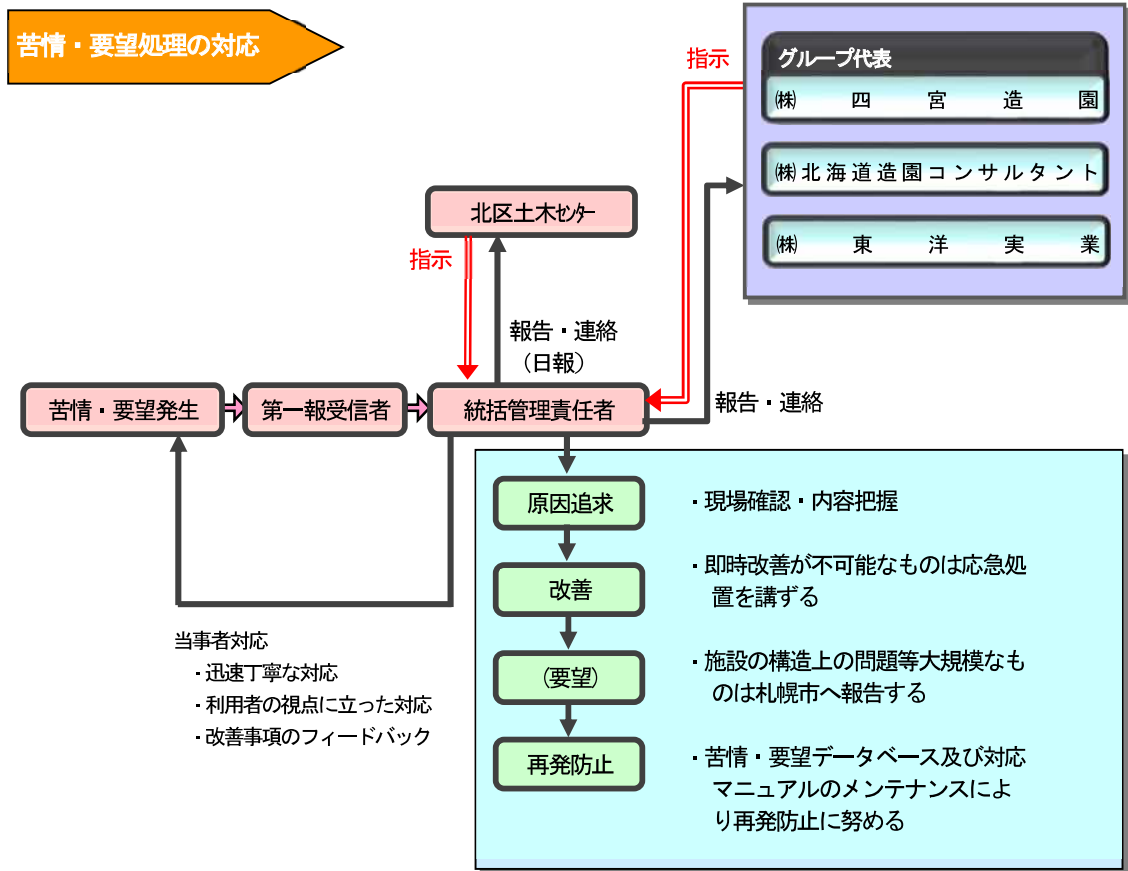 苦情・要望処理の対応
指示
グループ代表
㈱四宮造園
㈱北海道造園コンサルタント
㈱東洋実業
北区土木ｾﾝﾀｰ
指示
報告・連絡
（日報）
苦情・要望発生
第一報受信者
統括管理責任者
報告・連絡
原因追求
・現場確認・内容把握
改善
・即時改善が不可能なものは応急処
置を講ずる
(要望)
・施設の構造上の問題等大規模なも
のは札幌市へ報告する
再発防止
・苦情・要望データベース及び対応
マニュアルのメンテナンスによ
り再発防止に努める
当事者対応
・迅速丁寧な対応
・利用者の視点に立った対応
・改善事項のフィードバック